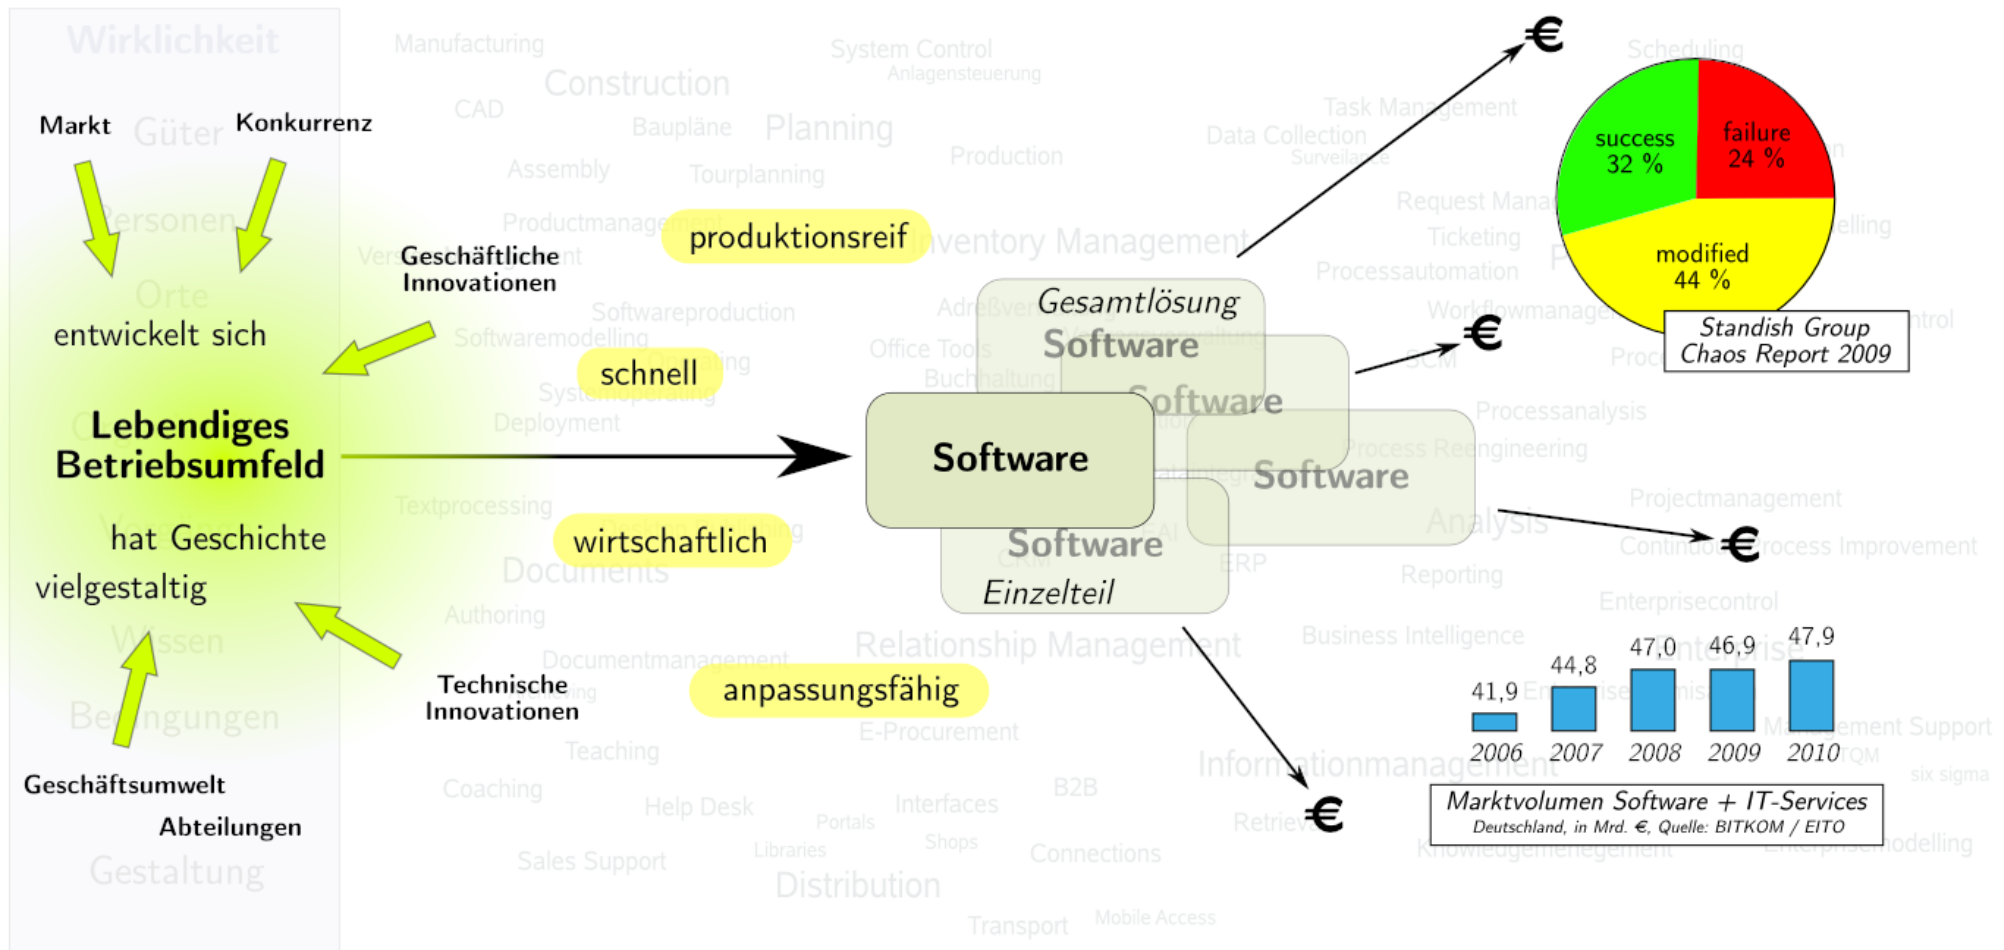 Wirklichkeit
Markt
Güter
Konkurrenz
Personen
Orte
entwickelt sich
Lebendiges
Betriebsumfeld
hat Geschichte
vielgestaltig
Wissen
Bedingungen
Geschäftsumwelt
Abteilungen
Gestaltung
Geschäftliche
Innovationen
Technische
Innovationen
Manufacturing
System Control
Anlagensteuerung
Construction
CAD
Baupläne
Planning
Assembly
Tourplanning
Production
Task Management
Data Collection
Surveilance
Scheduling
produktionsreif
Inventory Management
Ticketing
Processautomation
Softwareproduction
Softwaremodelling
Office Tools
Buchhaltung
schnell
Systemoperating
Deployment
SCM
Gesamtlösung
Software
Software
Software
Software
Software
Einzelteil
Processanalysis
Process Reengineering
Projectmanagement
Analysis
Process Improvement
Textprocessing
wirtschaftlich
Documents
CRM
EAI
ERP
Reporting
Enterprisecontrol
Authoring
Relationship Management
Business Intelligence
Enterprise
Documentmanagement
anpassungsfähig
E-Procurement
Teaching
Informationmanagement
Management Support
TQM
six sigma
Coaching
Help Desk
Interfaces
B2B
Portals
Shops
Libraries
Connections
Sales Support
Distribution
Transport
Mobile Access
€
€
€
€
success
32 %
failure
24 %
modified
44 %
Standish Group
Chaos Report 2009
41,9
44,8
47,0
46,9
47,9
2006
2007
2008
2009
2010
Marktvolumen Software + IT-Services
Deutschland, in Mrd. €, Quelle: BITKOM / EITO